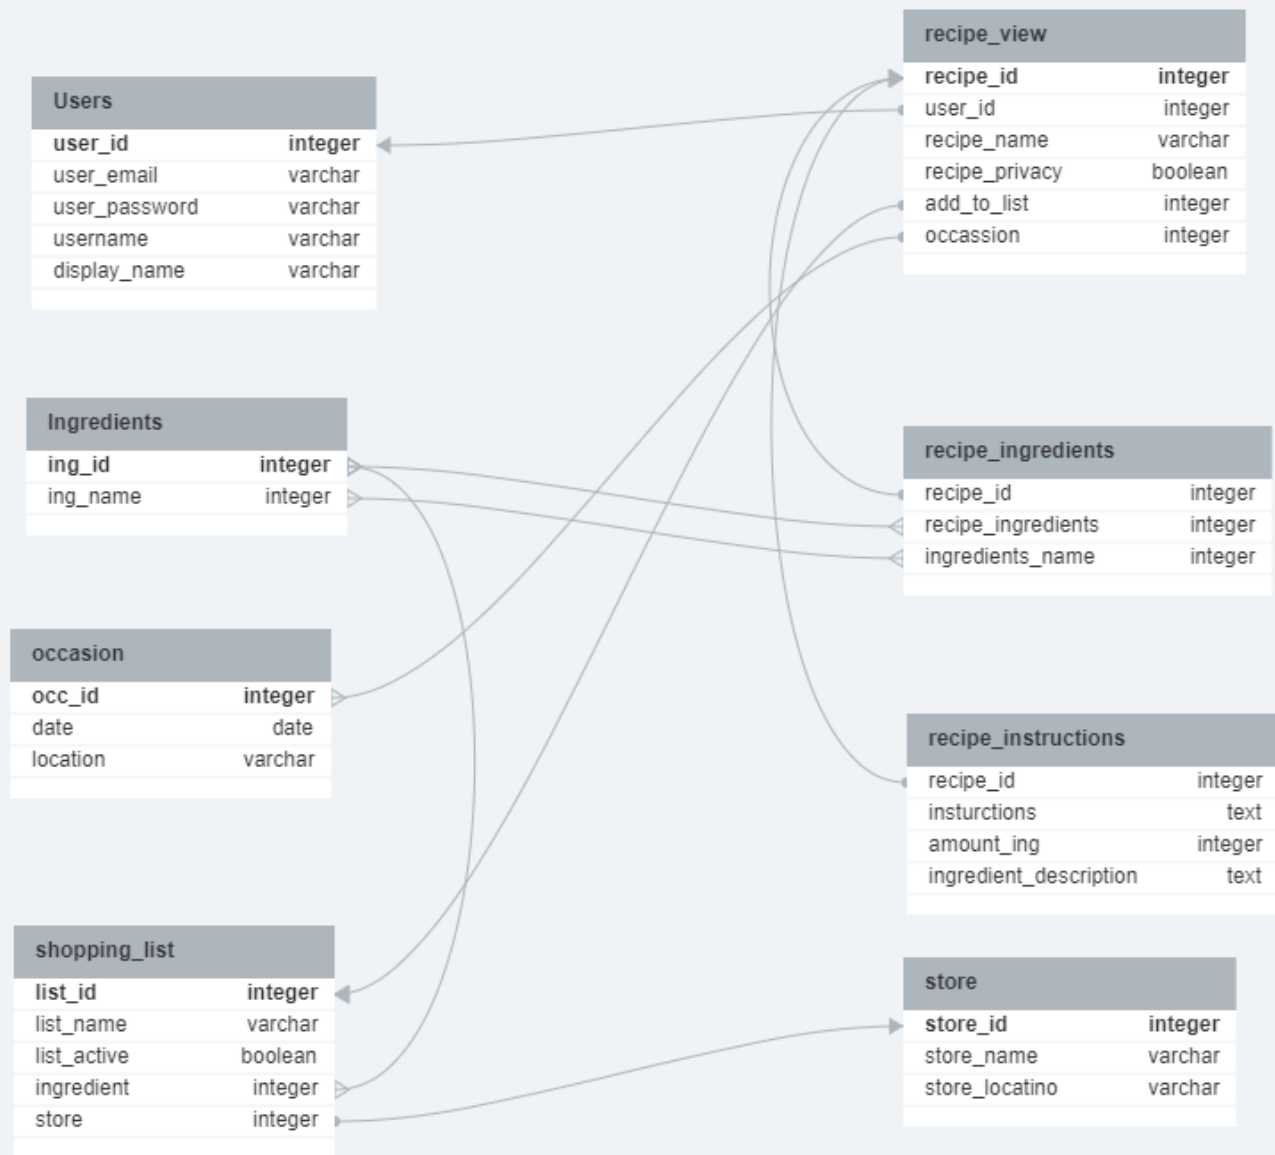 Users
user_id integer
user_email varchar
user_password varchar
username varchar
display_name varchar
recipe_view
recipe_id integer
user_id integer
recipe_name varchar
recipe_privacy boolean
add_to_list integer
occassion integer
Ingredients
ing_id integer
ing_name integer
recipe_ingredients
recipe_id integer
recipe_ingredients integer
ingredients_name integer
occasion
occ_id integer
date date
location varchar
recipe_instructions
recipe_id integer
insturctions text
amount_ing integer
ingredient_description text
shopping_list
list_id integer
list_name varchar
list_active boolean
ingredient integer
store integer
store
store_id integer
store_name varchar
store_locatino varchar